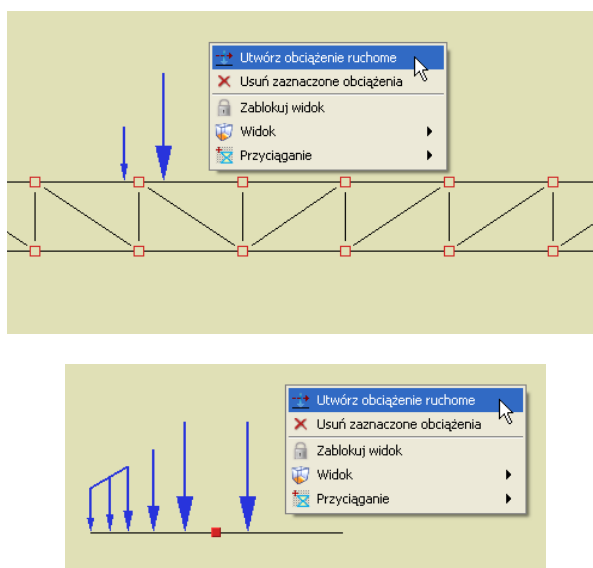 Utwórz obciążenie ruchome
Usuń zaznaczone obciążenia
Zablokuj widok
Widok
Przyciąganie
Utwórz obciążenie ruchome
Usuń zaznaczone obciążenia
Zablokuj widok
Widok
Przyciąganie